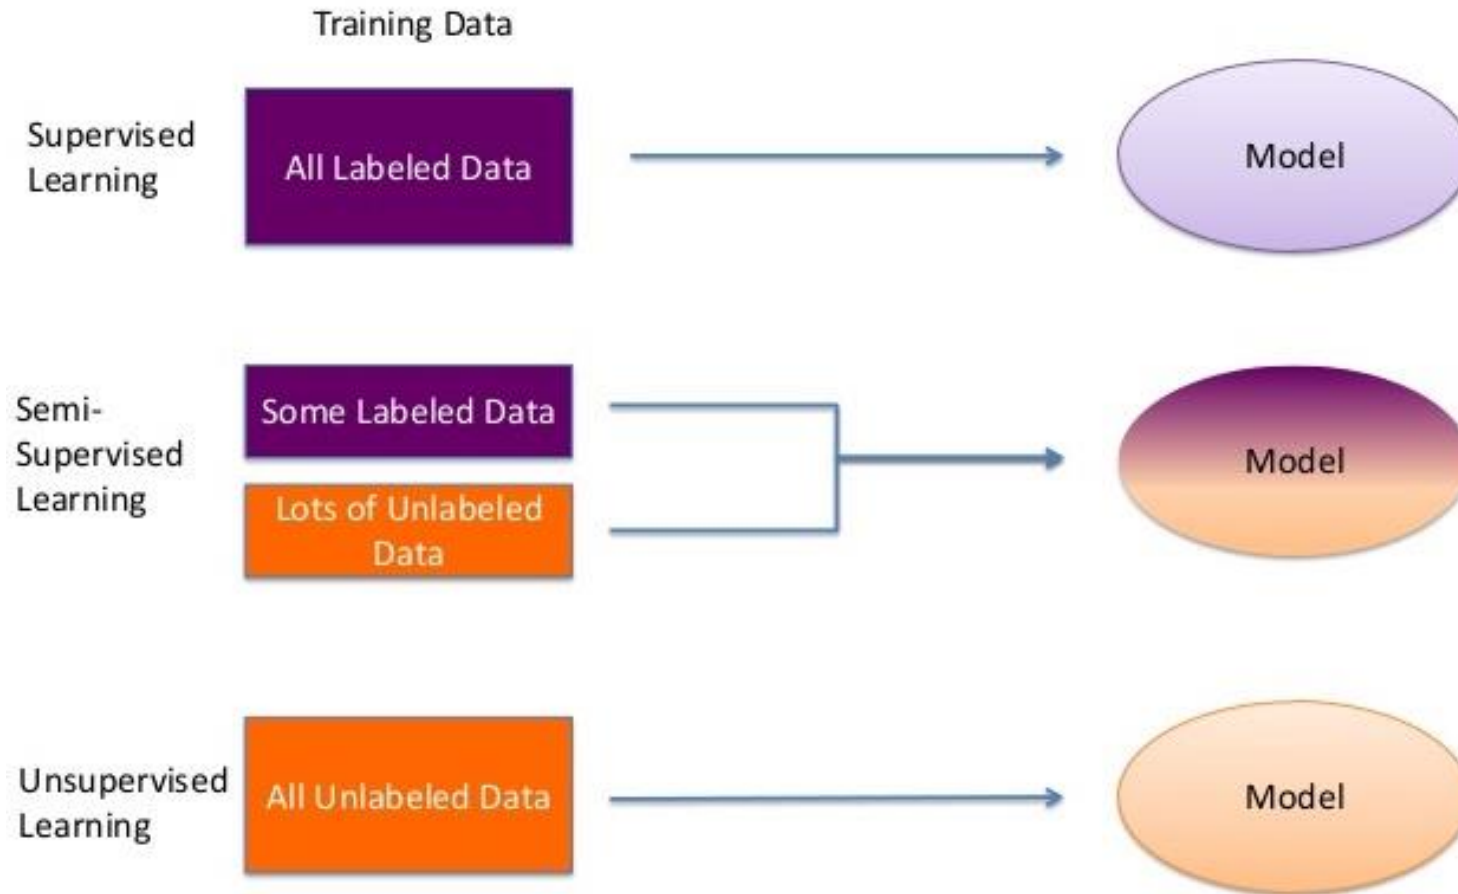 Training Data
Supervised
Learning
All Labeled Data
Model
Semi-
Supervised
Learning
Some Labeled Data
Lots of Unlabeled
Data
Model
Unsupervised
Learning
All Unlabeled Data
Model